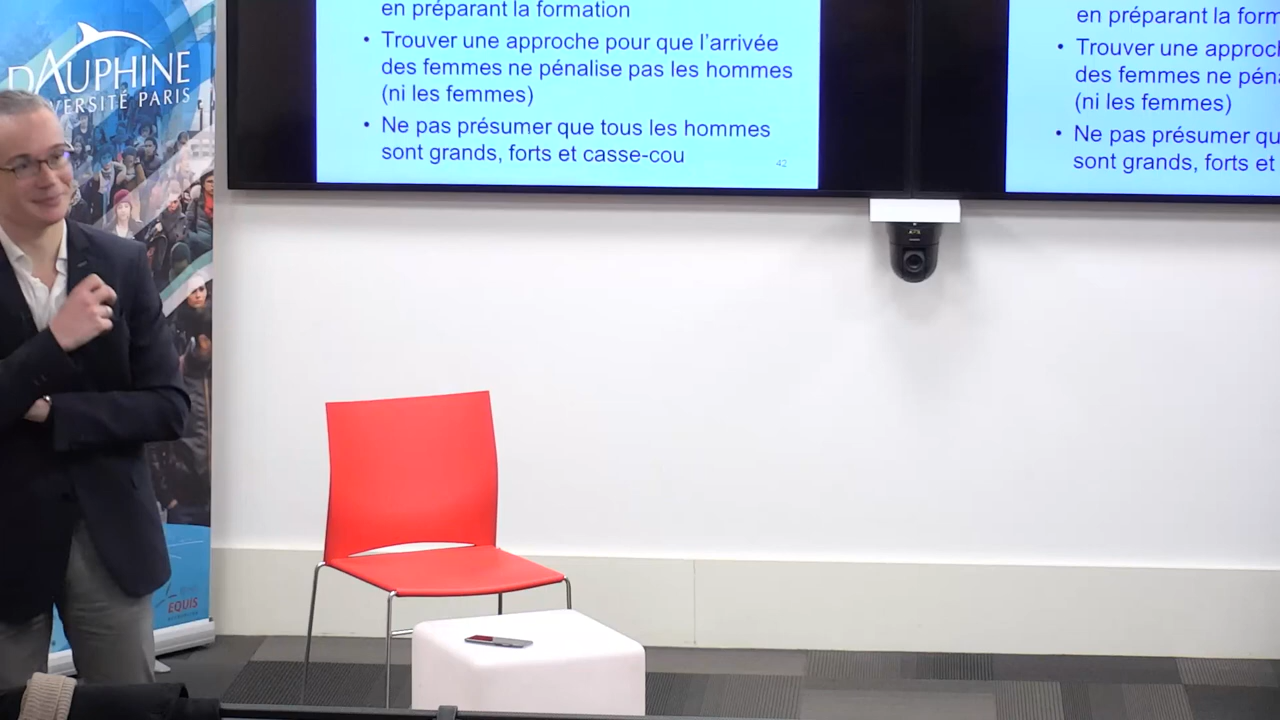 DAUPHINE
VERSITÉ PARIS
en préparant la formation
• Trouver une approche pour que l'arrivée
des femmes ne pénalise pas les hommes
(ni les femmes)
• Ne pas présumer que tous les hommes
sont grands, forts et casse-cou
42
en préparant la form
• Trouver une approch
des femmes ne péna
(ni les femmes)
• Ne pas présumer qu
sont grands, forts et
EQUIS